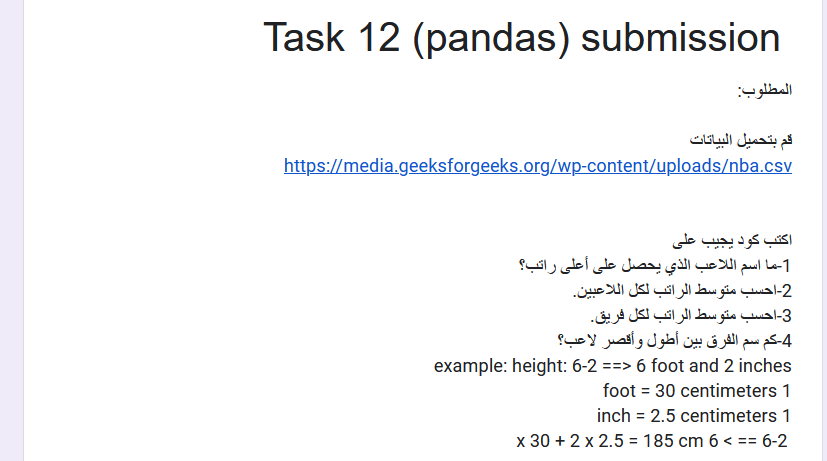 Task 12 (pandas) submission
المطلوب:
قم بتحميل البياتات
https://media.geeksforgeeks.org/wp-content/uploads/nba.csv
اكتب كود يجيب على
1-ما اسم اللاعب الذي يحصل على أعلى راتب؟
2-احسب متوسط الراتب لكل اللاعبين.
3-احسب متوسط الراتب لكل فريق.
4-كم سم الفرق بين أطول وأقصر لاعب؟
example: height: 6-2 ==> 6 foot and 2 inches
foot = 30 centimeters 1
inch = 2.5 centimeters 1
x 30 + 2 x 2.5 = 185 cm 6 < == 6-2